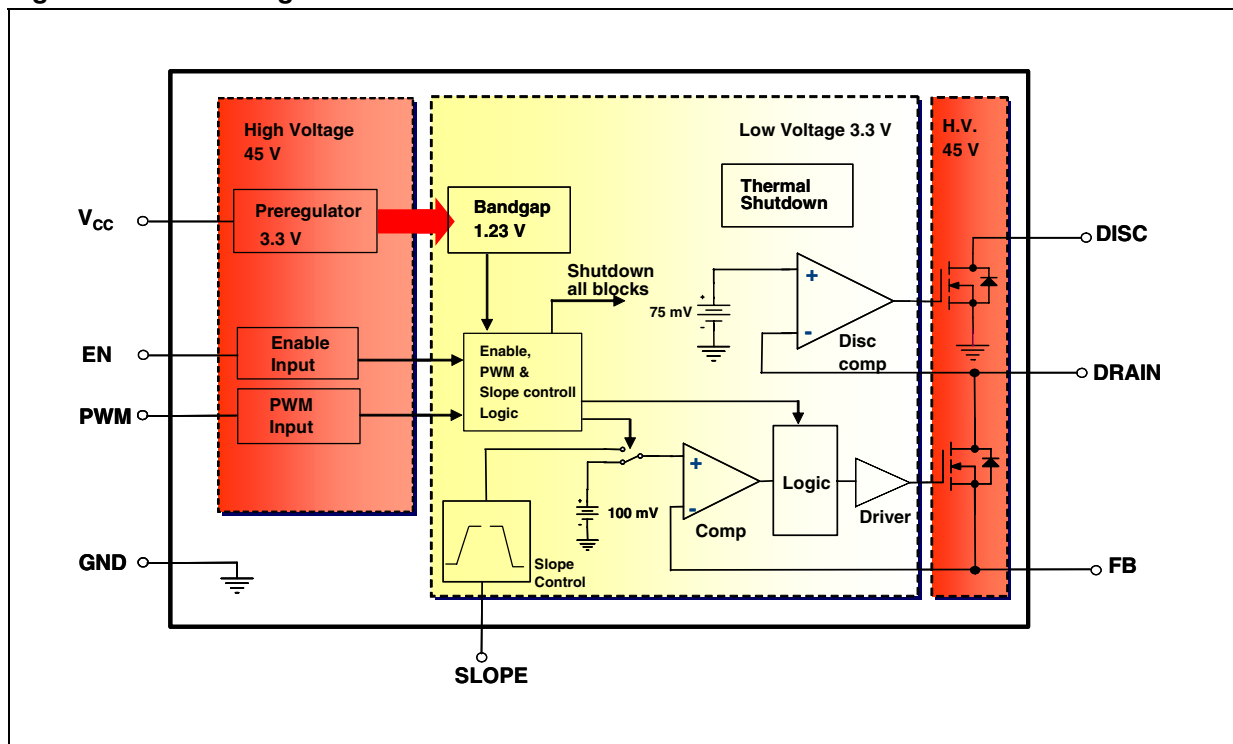 High Voltage
45 V
Low Voltage 3.3 V
H.V.
45 V
Thermal
Shutdown
VCC
Preregulator
3.3 V
Bandgap
1.23 V
DISC
Shutdown
all blocks
+
75 mV
-
+
-
Disc
comp
EN
Enable
Input
Enable,
PWM &
Slope controll
Logic
DRAIN
PWM
PWM
Input
+
100 mV
-
+
-
Comp
Logic
Driver
GND
Slope
Control
FB
SLOPE